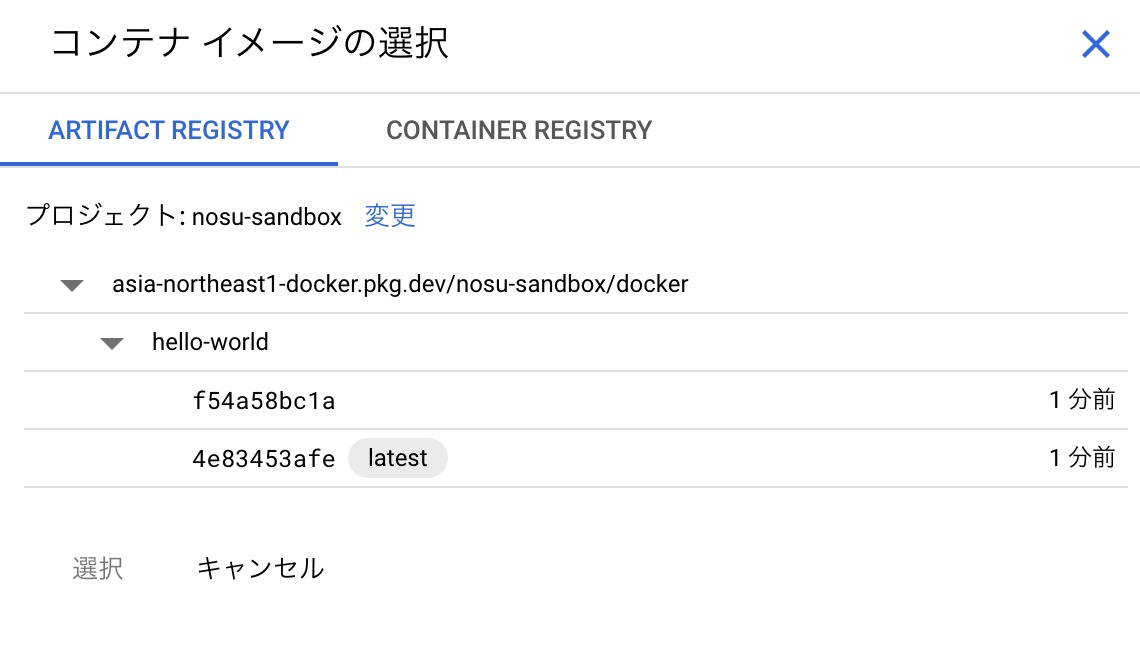 コンテナ イメージの選択
ARTIFACT REGISTRY CONTAINER REGISTRY
プロジェクト: nosu-sandbox 変更
asia-northeast1-docker.pkg.dev/nosu-sandbox/docker
hello-world
f54a58bc1a 1 分前
4e83453afe latest 1 分前
選択 キャンセル